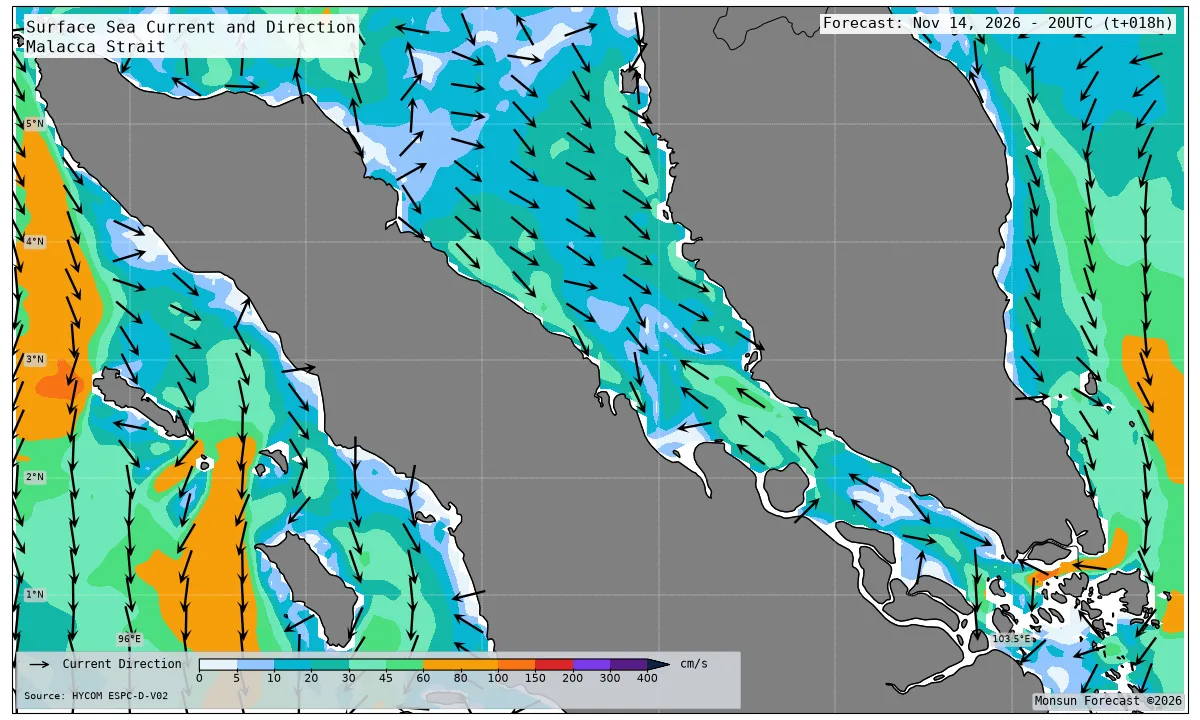 Surface Sea Current and Direction
Malacca Strait
Forecast: Nov 14, 2026 - 20UTC (t+018h)
5°N
4°N
3°N
2°N
1°N
96°E
103.5°E
Current Direction
0 5 10 20 30 45 60 80 100 150 200 300 400
cm/s
Source: HYCOM ESPC-D-V02
Monsun Forecast ©2026